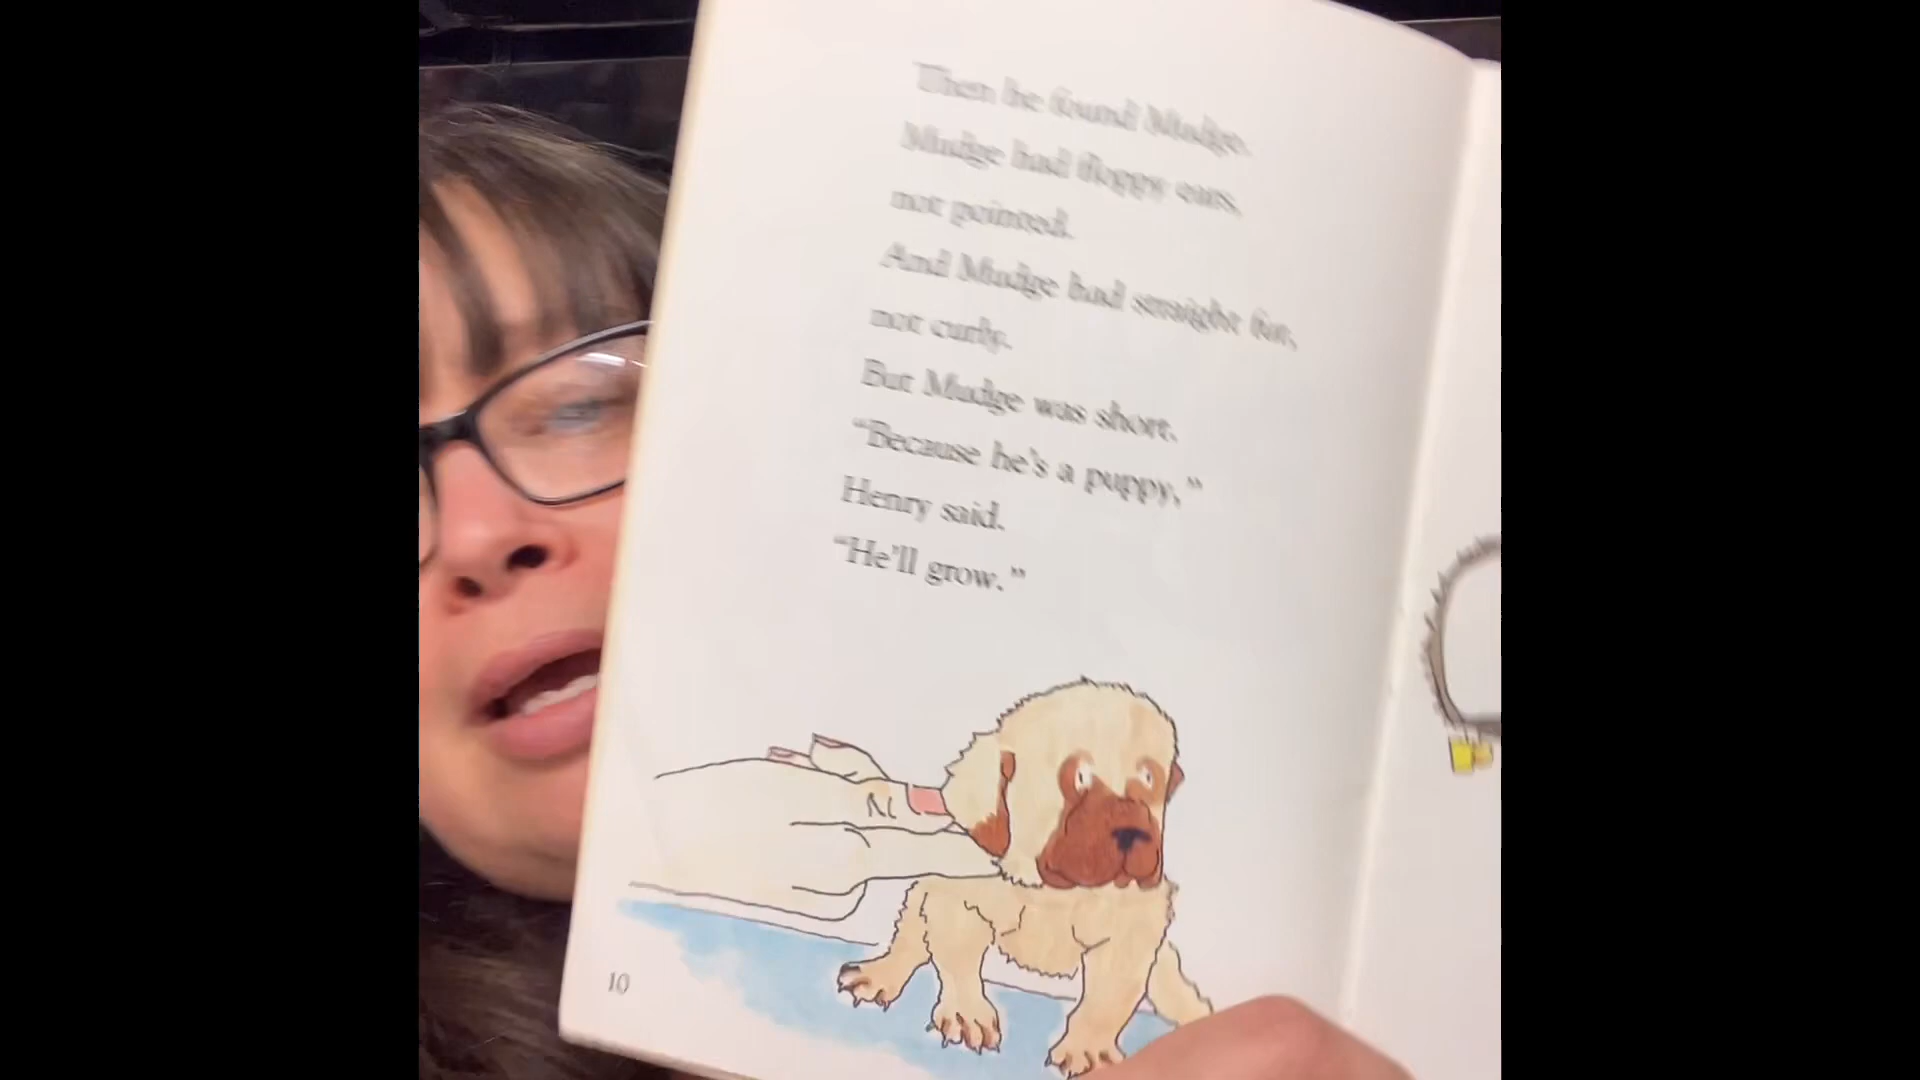 Then he found Mudge.
Mudge had floppy ears,
not pointed.
And Mudge had straight fur,
not curly.
But Mudge was short.
“Because he's a puppy,”
Henry said.
“He'll grow.”
10